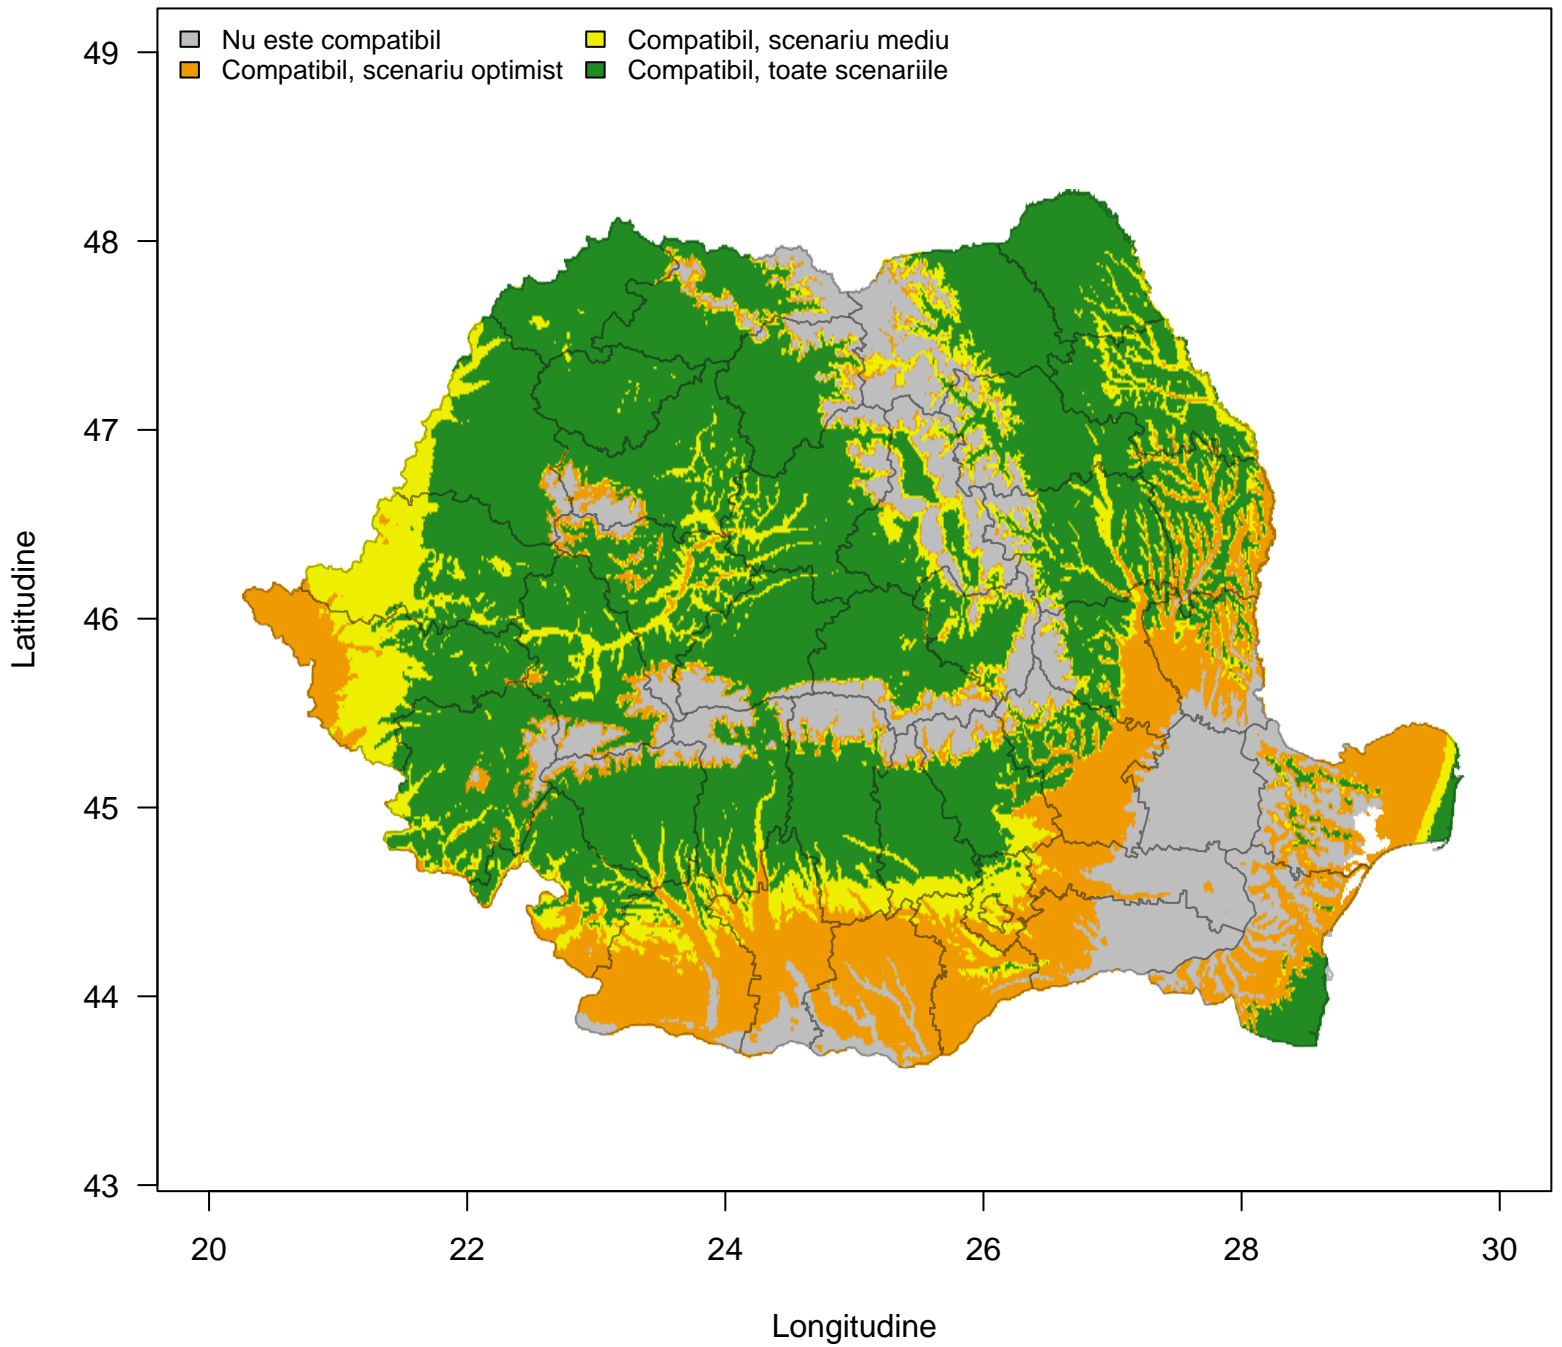 Nu este compatibil
Compatibil, scenariu optimist
Compatibil, scenariu mediu
Compatibil, toate scenariile
Latitudine
49
48
47
46
45
44
43
20 22 24 26 28 30
Longitudine